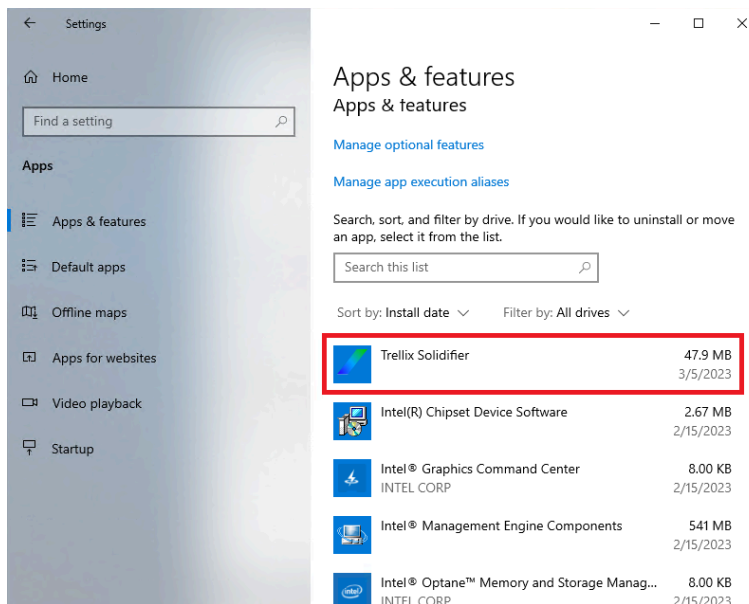 Settings
Home
Find a setting
Apps
Apps & features
Default apps
Offline maps
Apps for websites
Video playback
Startup
Apps & features
Apps & features
Manage optional features
Manage app execution aliases
Search, sort, and filter by drive. If you would like to uninstall or move
an app, select it from the list.
Search this list
Sort by: Install date Filter by: All drives
Trellix Solidifier 47.9 MB
3/5/2023
Intel(R) Chipset Device Software 2.67 MB
2/15/2023
Intel® Graphics Command Center 8.00 KB
INTEL CORP 2/15/2023
Intel® Management Engine Components 541 MB
2/15/2023
Intel® Optane™ Memory and Storage Manag... 8.00 KB
INTEL CORP 2/15/2023